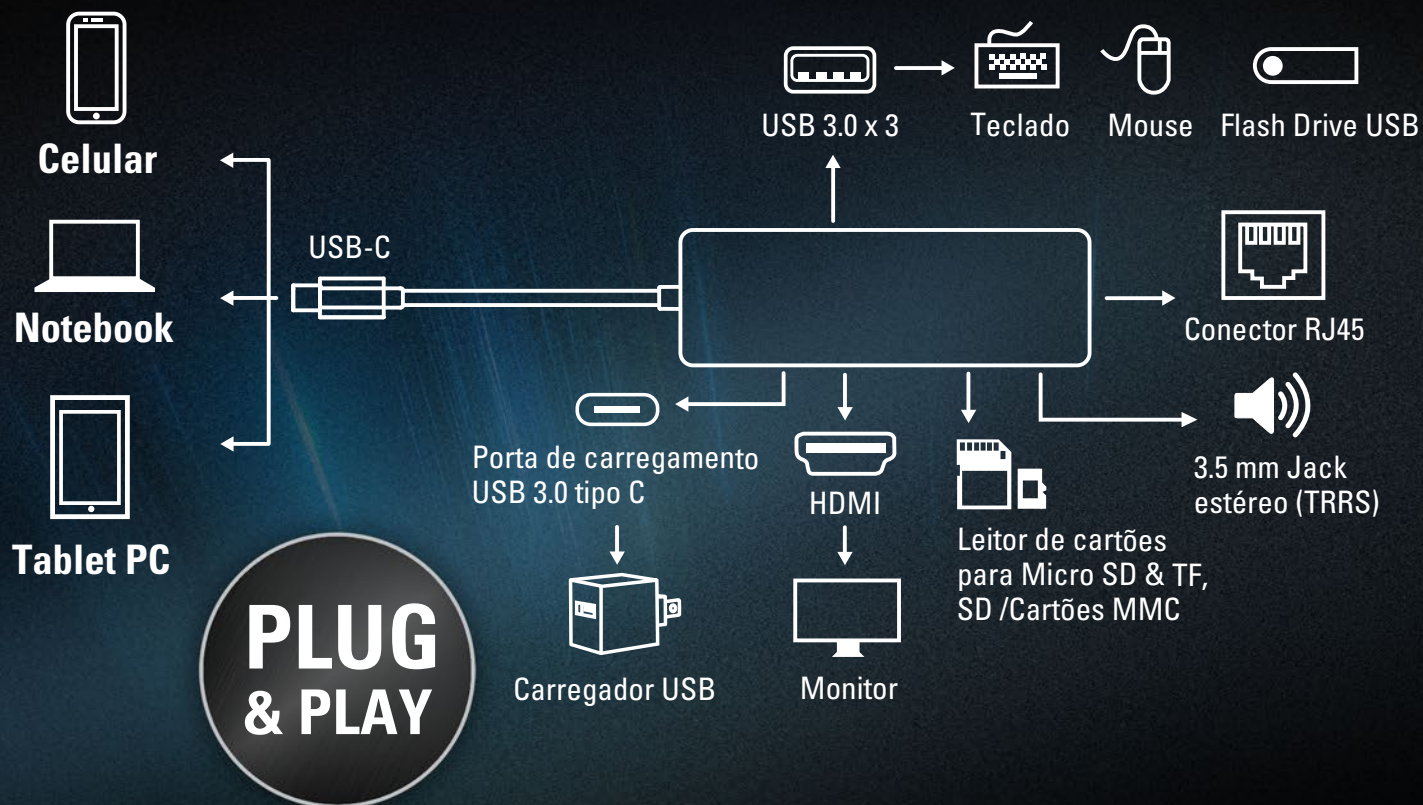 Celular
Notebook
Tablet PC
USB-C
USB 3.0 x 3
Teclado
Mouse
Flash Drive USB
Conector RJ45
3.5 mm Jack
estéreo (TRRS)
Porta de carregamento
USB 3.0 tipo C
HDMI
Leitor de cartões
para Micro SD & TF,
SD /Cartões MMC
Carregador USB
Monitor
PLUG
& PLAY